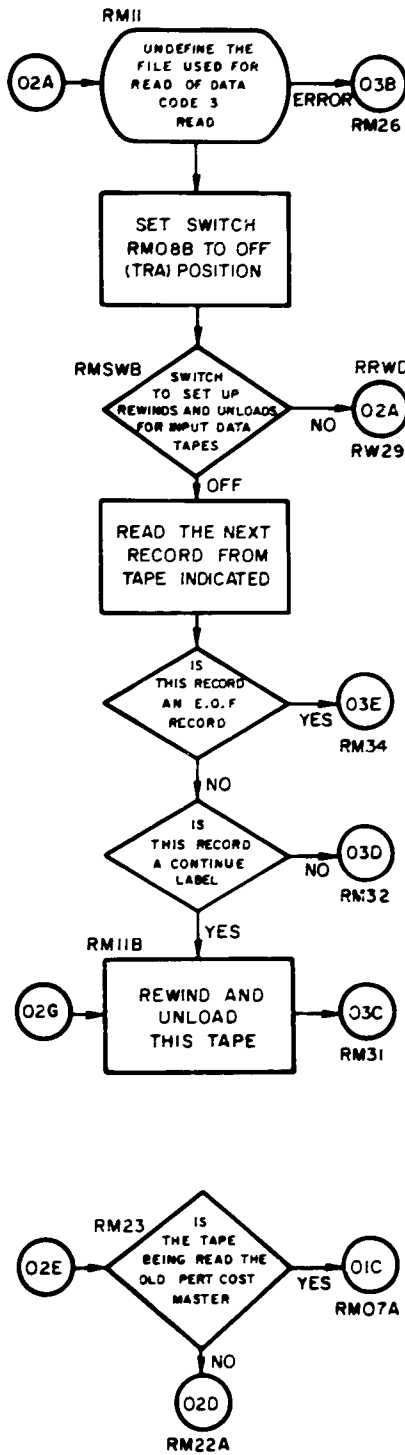 RM11
UNDEFINE THE
FILE USED FOR
READ OF DATA
CODE 3
READ
02A
ERROR
03B
RM26
SET SWITCH
RM08B TO OFF
(TRA) POSITION
RMSWB
SWITCH
TO SET UP
REWINDS AND UNLOADS
FOR INPUT DATA
TAPES
NO
RRWD
02A
RW29
OFF
READ THE NEXT
RECORD FROM
TAPE INDICATED
IS
THIS RECORD
AN E.O.F
RECORD
YES
03E
RM34
NO
IS
THIS RECORD
A CONTINUE
LABEL
NO
03D
RM32
YES
RM11B
02G
REWIND AND
UNLOAD
THIS TAPE
03C
RM31
RM23
02E
IS
THE TAPE
BEING READ THE
OLD PERT COST
MASTER
YES
01C
RM07A
NO
02D
RM22A